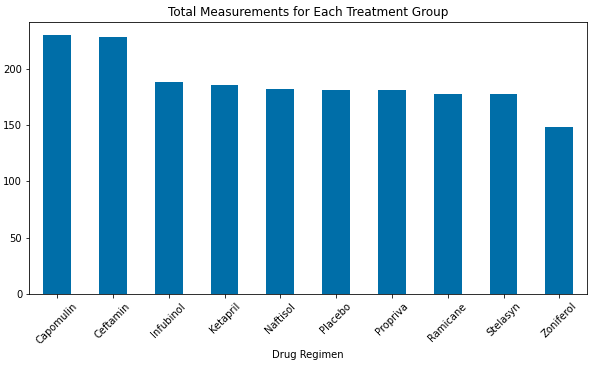 Total Measurements for Each Treatment Group
200
150
100
50
0
Capomulin
Ceftamin
Infubinol
Ketapril
Naftisol
Placebo
Propriva
Ramicane
Stelasyn
Zoniferol
Drug Regimen